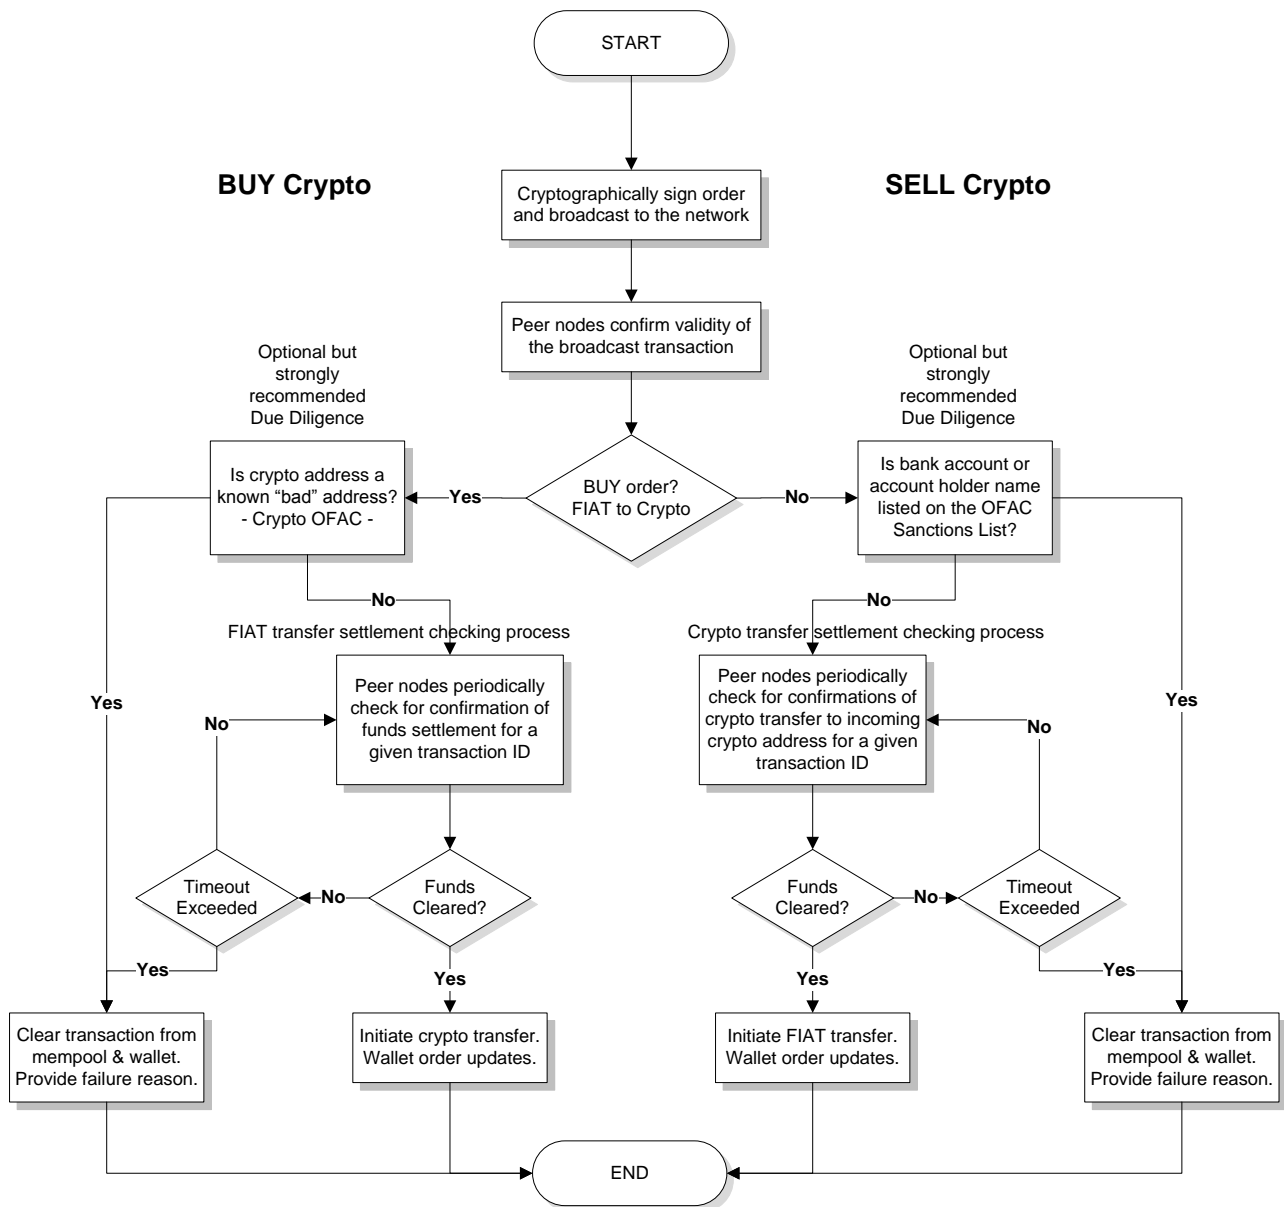 START
BUY Crypto
SELL Crypto
Cryptographically sign order
and broadcast to the network
Peer nodes confirm validity of
the broadcast transaction
Optional but
strongly
recommended
Due Diligence
Optional but
strongly
recommended
Due Diligence
Is crypto address a
known “bad” address?
- Crypto OFAC -
Yes
BUY order?
FIAT to Crypto
No
Is bank account or
account holder name
listed on the OFAC
Sanctions List?
No
No
FIAT transfer settlement checking process
Crypto transfer settlement checking process
Peer nodes periodically
check for confirmation of
funds settlement for a
given transaction ID
Peer nodes periodically
check for confirmations of
crypto transfer to incoming
crypto address for a given
transaction ID
Yes
No
No
Yes
Timeout
Exceeded
No
Funds
Cleared?
Funds
Cleared?
No
Timeout
Exceeded
Yes
Yes
Yes
Yes
Clear transaction from
mempool & wallet.
Provide failure reason.
Initiate crypto transfer.
Wallet order updates.
Initiate FIAT transfer.
Wallet order updates.
Clear transaction from
mempool & wallet.
Provide failure reason.
END